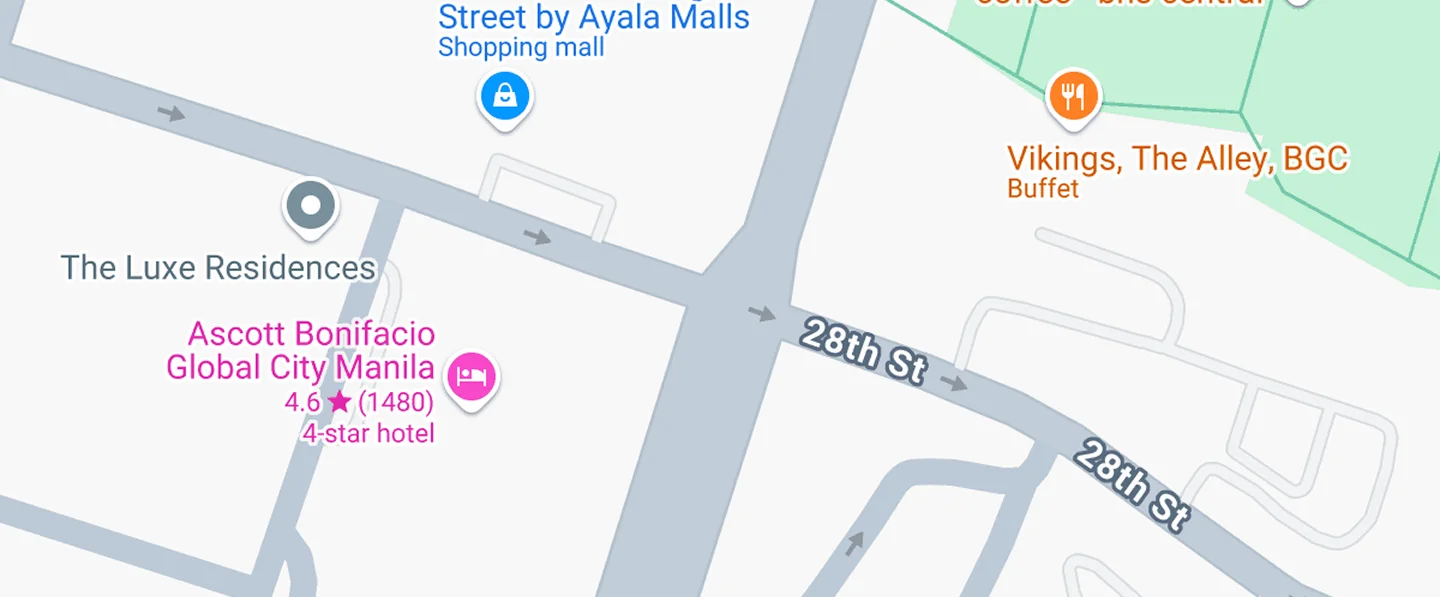 Street by Ayala Malls
Shopping mall
Vikings, The Alley, BGC
Buffet
The Luxe Residences
Ascott Bonifacio
Global City Manila
4.6 ★ (1480)
4-star hotel
28th St
28th St